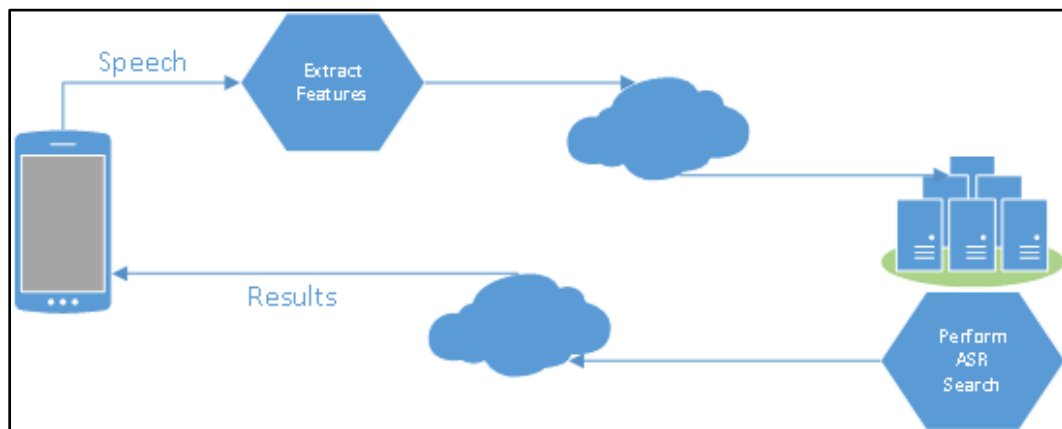 Speech
Extract
Features
Results
Perform
ASR
Search